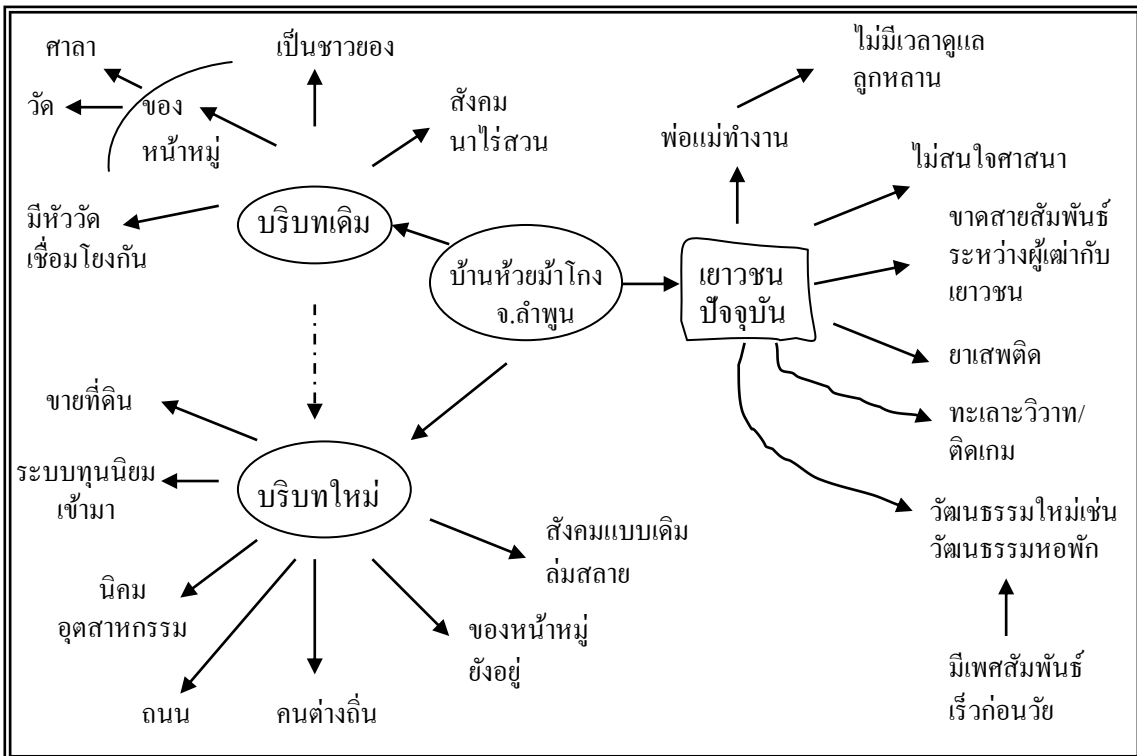 ศาลา
วัด
ของ
หน้าหมู่
เป็นชาวยอง
สังคม
นาไร่สวน
มีหัววัด
เชื่อมโยงกัน
บริบทเดิม
บ้านห้วยม้าโกง
จ.ลำพูน
พ่อแม่ทำงาน
ไม่มีเวลาดูแล
ลูกหลาน
ไม่สนใจศาสนา
ขาดสายสัมพันธ์
ระหว่างผู้เฒ่ากับ
เยาวชน
เยาวชน
ปัจจุบัน
ยาเสพติด
ทะเลาะวิวาท/
ติดเกม
วัฒนธรรมใหม่เช่น
วัฒนธรรมหอพัก
มีเพศสัมพันธ์
เร็วก่อนวัย
ขายที่ดิน
ระบบทุนนิยม
เข้ามา
บริบทใหม่
นิคม
อุตสาหกรรม
ถนน
คนต่างถิ่น
ของหน้าหมู่
ยังอยู่
สังคมแบบเดิม
ล่มสลาย